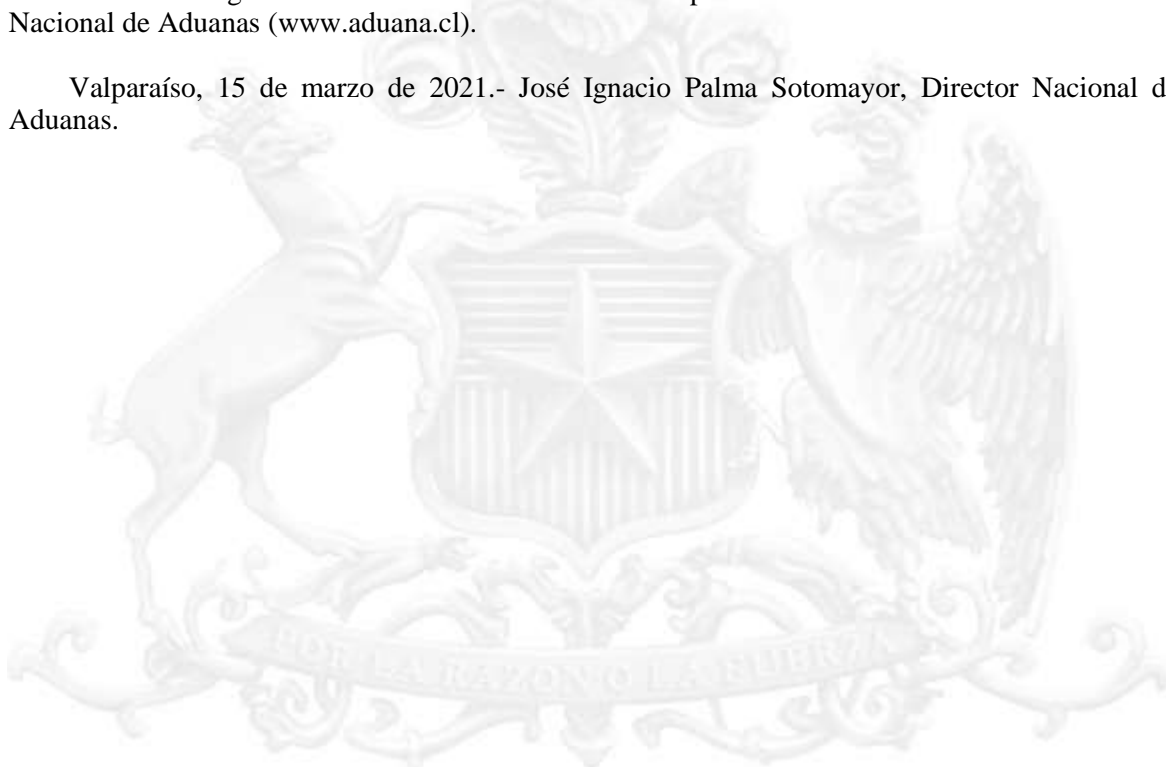 Nacional de Aduanas (www.aduana.cl).
Valparaíso, 15 de marzo de 2021.- José Ignacio Palma Sotomayor, Director Nacional d
Aduanas.
POR LA RAZON O LA FUERZA